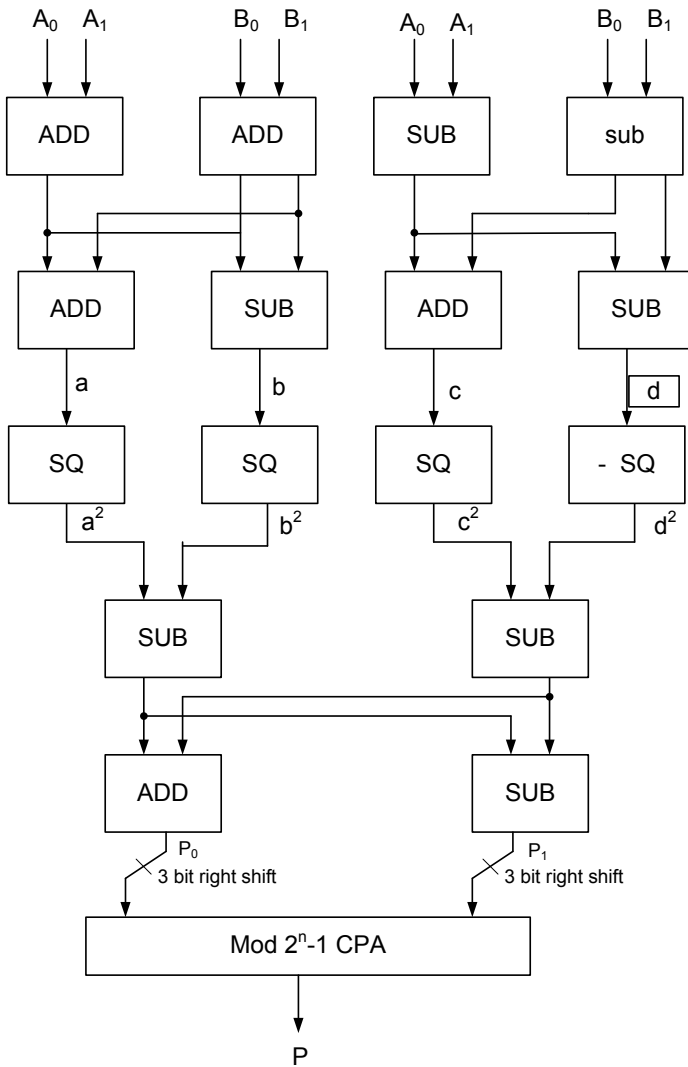 A₀ A₁ B₀ B₁ A₀ A₁ B₀ B₁
ADD ADD SUB sub
ADD SUB ADD SUB
a b c d
SQ SQ SQ - SQ
a² b² c² d²
SUB SUB
ADD SUB
P₀ P₁
3 bit right shift 3 bit right shift
Mod 2ⁿ-1 CPA
P